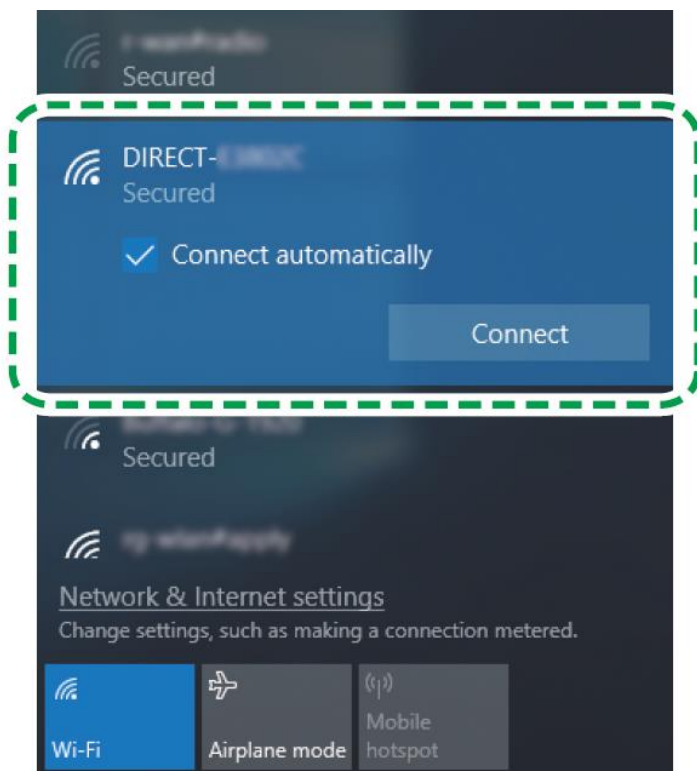 Secured
DIRECT-
Secured
Connect automatically
Connect
Secured
Network & Internet settings
Change settings, such as making a connection metered.
Wi-Fi
Airplane mode
Mobile
hotspot